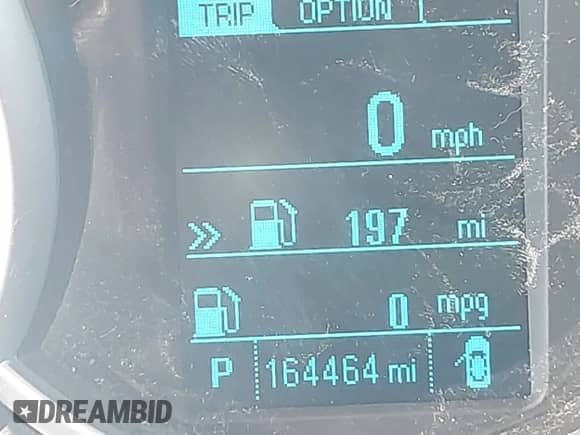 TRIP OPTION
0 mph
197 mi
0 mpg
P 164464 mi
DREAMBID